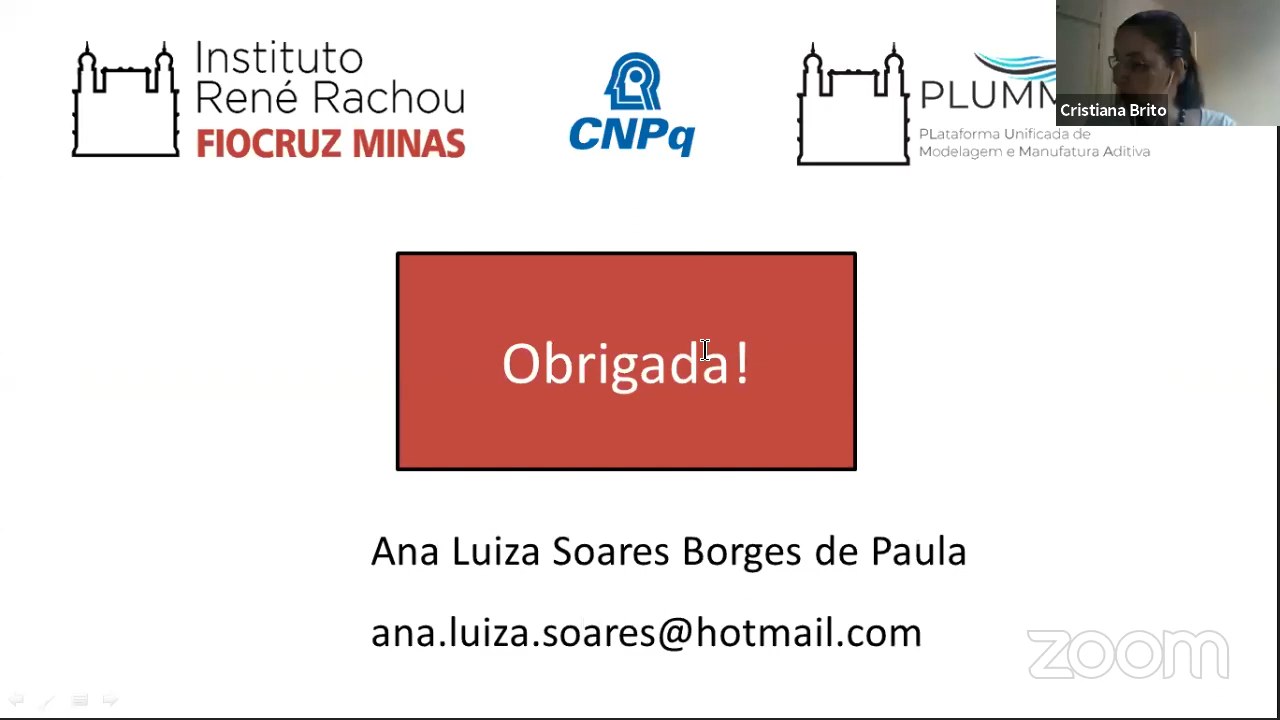 Instituto
René Rachou
FIOCRUZ MINAS
CNPq
PLUMM
PLataforma Unificada de
Modelagem e Manufatura Aditiva
Cristiana Brito
Obrigada!
Ana Luiza Soares Borges de Paula
ana.luiza.soares@hotmail.com
zoom